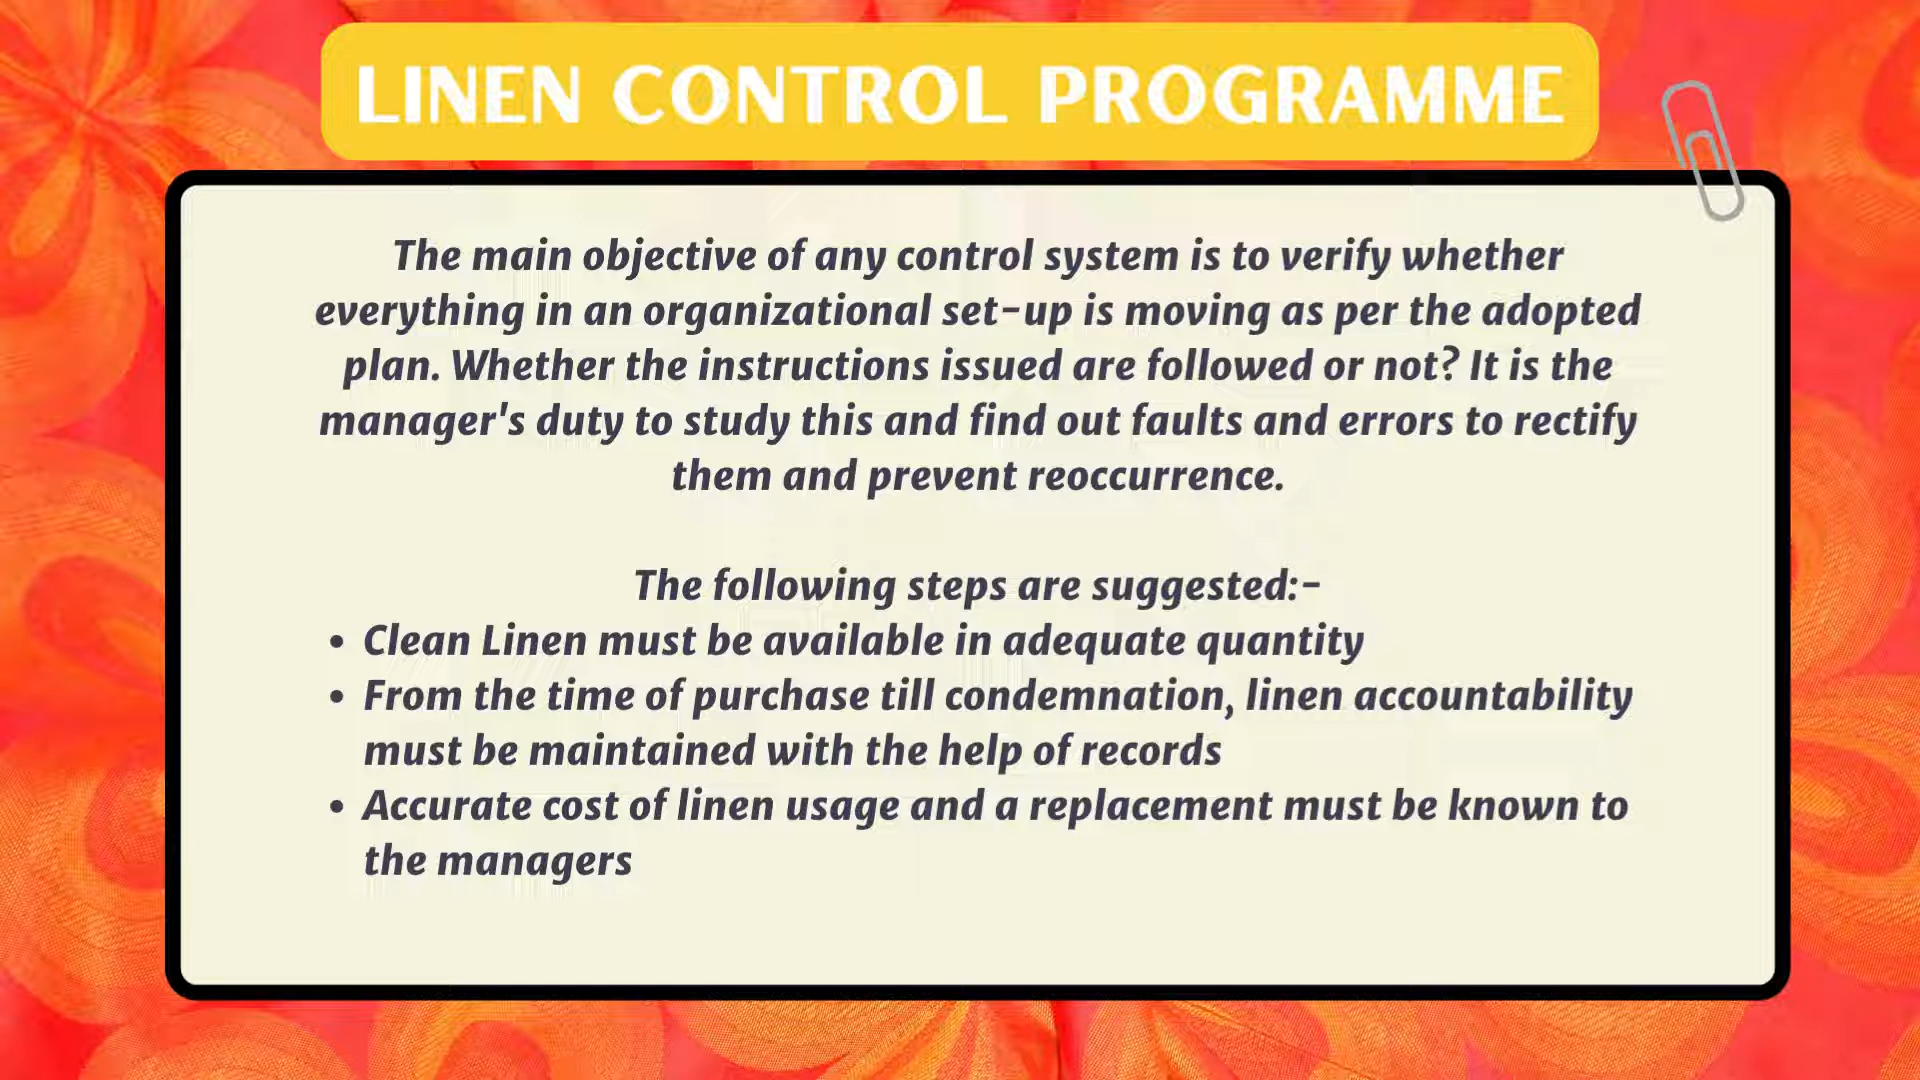 LINEN CONTROL PROGRAMME
The main objective of any control system is to verify whether
everything in an organizational set-up is moving as per the adopted
plan. Whether the instructions issued are followed or not? It is the
manager's duty to study this and find out faults and errors to rectify
them and prevent reoccurrence.
The following steps are suggested:-
• Clean Linen must be available in adequate quantity
• From the time of purchase till condemnation, linen accountability
must be maintained with the help of records
• Accurate cost of linen usage and a replacement must be known to
the managers